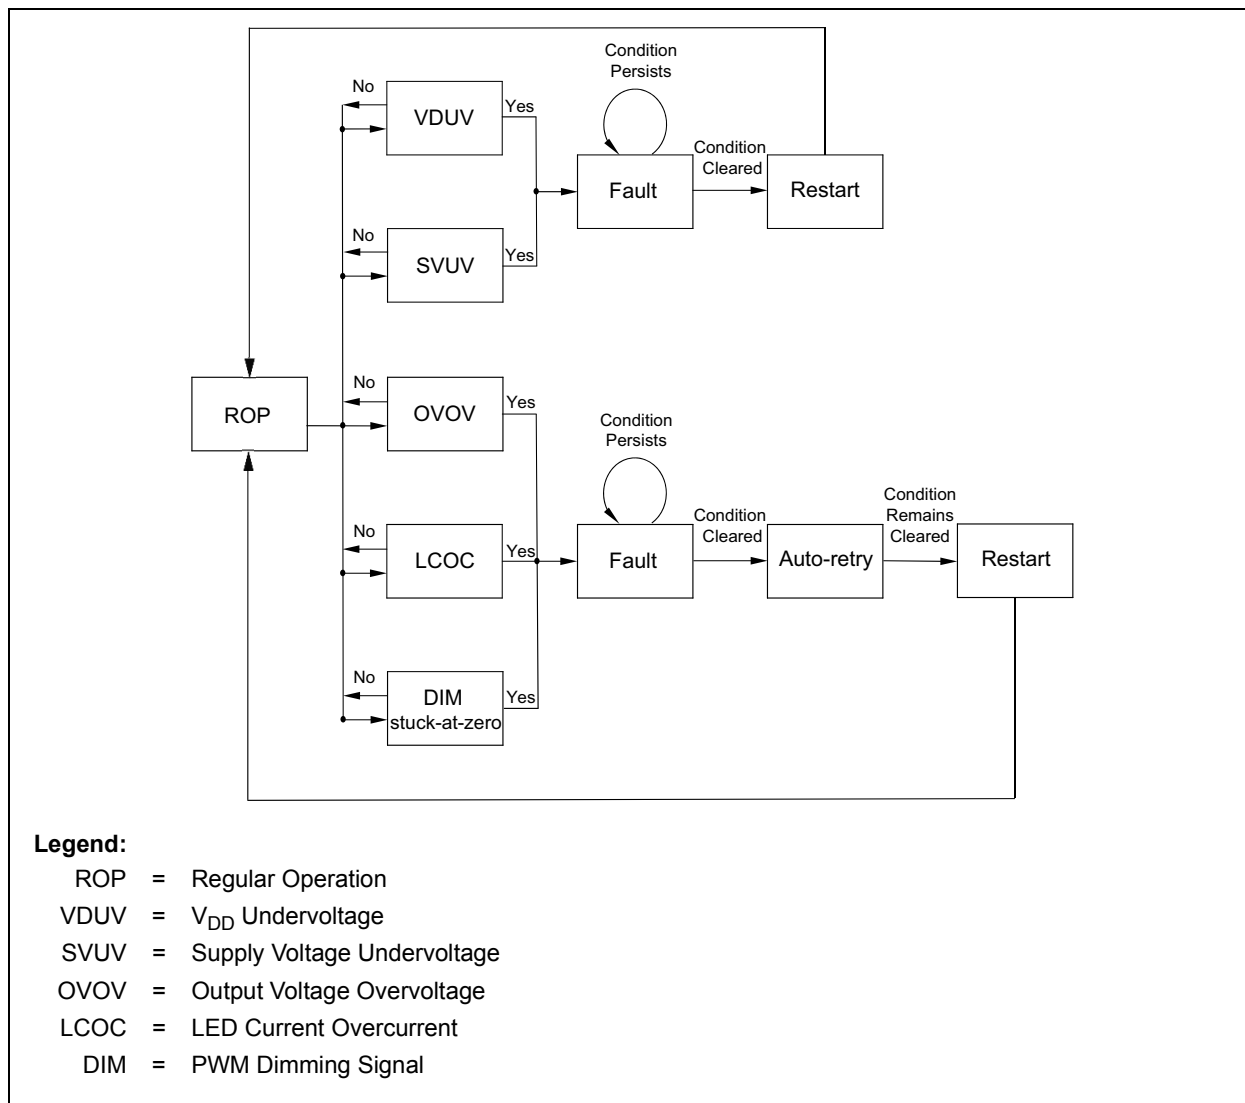 Condition
Persists
No
VDUV
Yes
Condition
Cleared
Fault
Restart
No
SVUV
Yes
ROP
No
OVOV
Yes
Condition
Persists
No
LCOC
Yes
Fault
Condition
Cleared
Auto-retry
Condition
Remains
Cleared
Restart
No
DIM
stuck-at-zero
Yes
Legend:
ROP = Regular Operation
VDUV = VDD Undervoltage
SVUV = Supply Voltage Undervoltage
OVOV = Output Voltage Overvoltage
LCOC = LED Current Overcurrent
DIM = PWM Dimming Signal